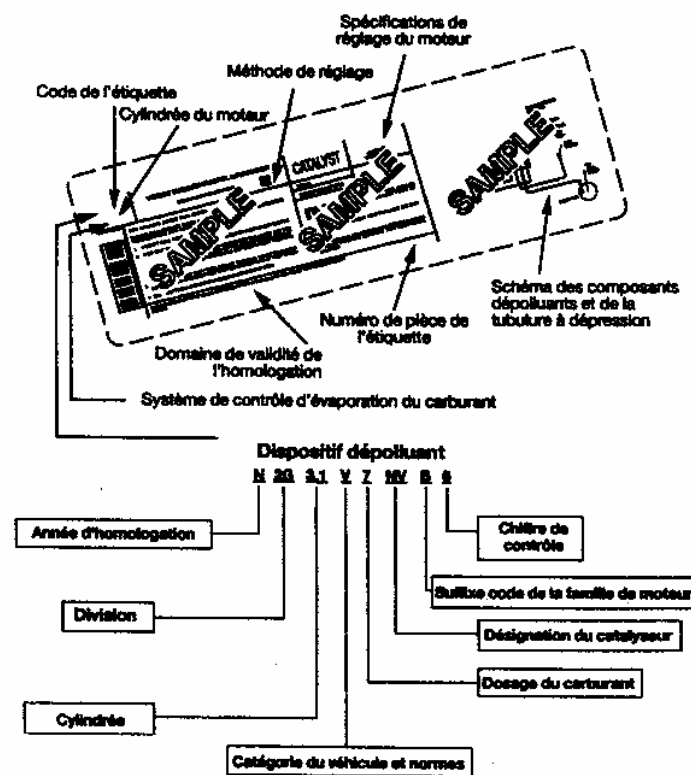 Spécifications de
réglage du moteur
Méthode de réglage
Code de l'étiquette
Cylindrée du moteur
CATALYST
SAMPLE
SAMPLE
SAMPLE
Schéma des composants
dépolluants et de la
tubulure à dépression
Numéro de pièce de
l'étiquette
Domaine de validité de
l'homologation
Système de contrôle d'évaporation du carburant
Dispositif dépolluant
N 2G 3.1 V 7 NV B 6
Année d'homologation
Chiffre de
contrôle
Suffixe code de la famille de moteur
Division
Désignation du catalyseur
Dosage du carburant
Cylindrée
Catégorie du véhicule et normes